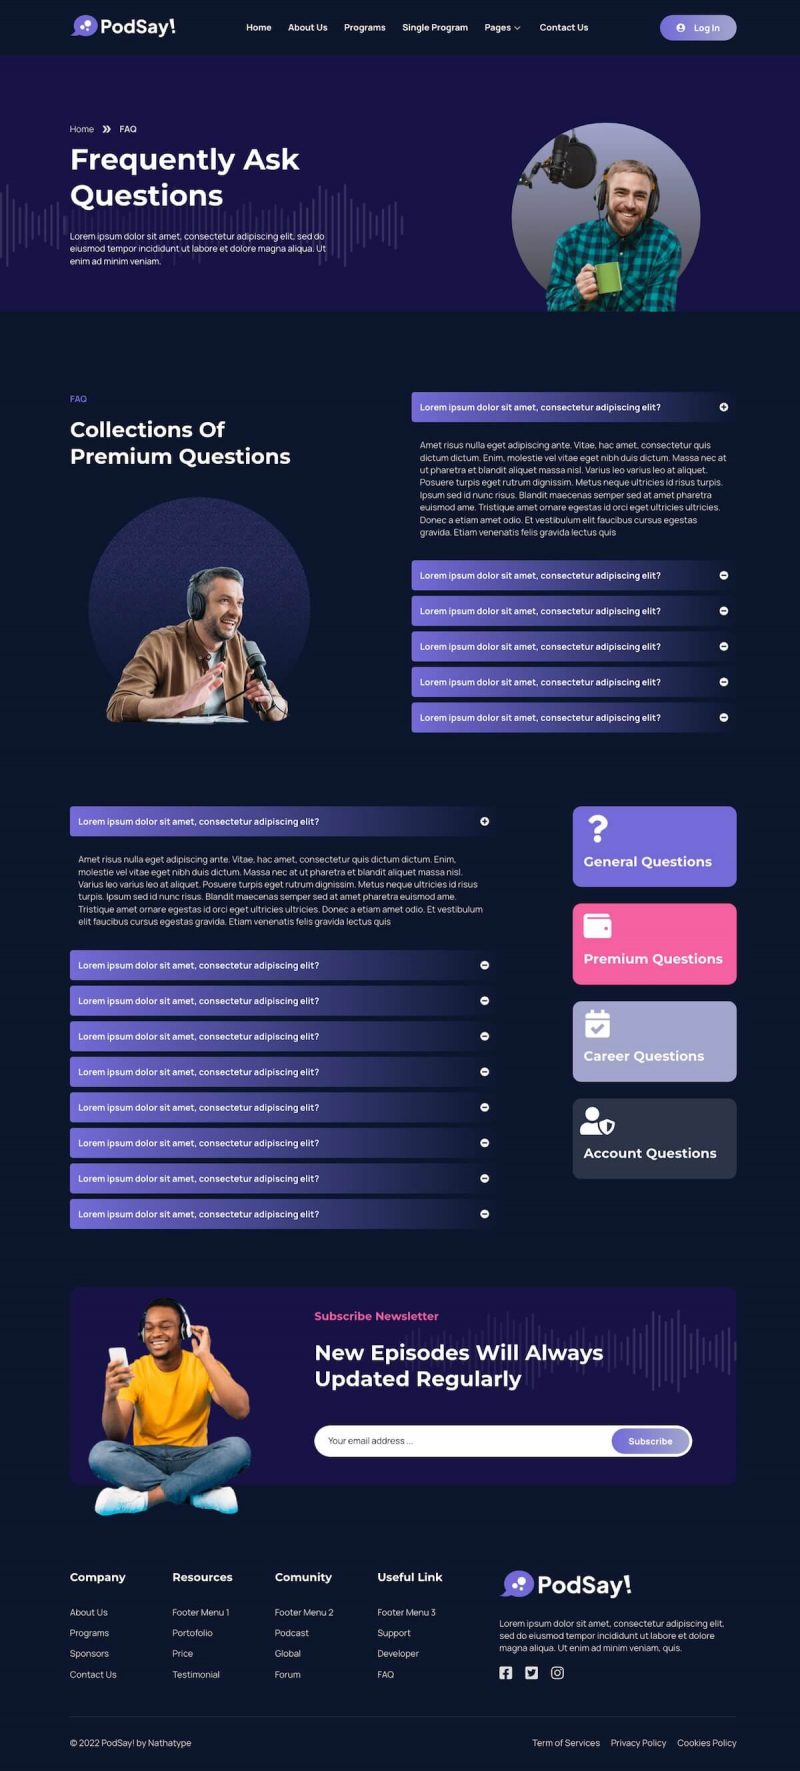 PodSay!
Home
About Us
Programs
Single Program
Pages
Contact Us
Log In
Home
FAQ
Frequently Ask
Questions
Lorem ipsum dolor sit amet, consectetur adipiscing elit, sed do
eiusmod tempor incididunt ut labore et dolore magna aliqua. Ut
enim ad minim veniam.
FAQ
Collections Of
Premium Questions
Lorem ipsum dolor sit amet, consectetur adipiscing elit?
Amet risus nulla eget adipiscing ante. Vitae, hac amet, consectetur quis
dictum dictum. Enim, molestie vel vitae eget nibh duis dictum. Massa nec at
ut pharetra et blandit aliquet massa nisl. Varius leo varius leo at aliquet.
Posuere turpis eget rutrum dignissim. Metus neque ultricies id risus turpis.
Ipsum sed id nunc risus. Blandit maecenas semper sed at amet pharetra
euismod ame. Tristique amet ornare egestas id orci eget ultricies ultricies.
Donec a etiam amet odio. Et vestibulum elit faucibus cursus egestas
gravida. Etiam venenatis felis gravida lectus quis
Lorem ipsum dolor sit amet, consectetur adipiscing elit?
Lorem ipsum dolor sit amet, consectetur adipiscing elit?
Lorem ipsum dolor sit amet, consectetur adipiscing elit?
Lorem ipsum dolor sit amet, consectetur adipiscing elit?
Lorem ipsum dolor sit amet, consectetur adipiscing elit?
Lorem ipsum dolor sit amet, consectetur adipiscing elit?
Amet risus nulla eget adipiscing ante. Vitae, hac amet, consectetur quis dictum dictum. Enim,
molestie vel vitae eget nibh duis dictum. Massa nec at ut pharetra et blandit aliquet massa nisl.
Varius leo varius leo at aliquet. Posuere turpis eget rutrum dignissim. Metus neque ultricies id risus
turpis. Ipsum sed id nunc risus. Blandit maecenas semper sed at amet pharetra euismod ame.
Tristique amet ornare egestas id orci eget ultricies ultricies. Donec a etiam amet odio. Et vestibulum
elit faucibus cursus egestas gravida. Etiam venenatis felis gravida lectus quis
Lorem ipsum dolor sit amet, consectetur adipiscing elit?
Lorem ipsum dolor sit amet, consectetur adipiscing elit?
Lorem ipsum dolor sit amet, consectetur adipiscing elit?
Lorem ipsum dolor sit amet, consectetur adipiscing elit?
Lorem ipsum dolor sit amet, consectetur adipiscing elit?
Lorem ipsum dolor sit amet, consectetur adipiscing elit?
Lorem ipsum dolor sit amet, consectetur adipiscing elit?
Lorem ipsum dolor sit amet, consectetur adipiscing elit?
General Questions
Premium Questions
Career Questions
Account Questions
Subscribe Newsletter
New Episodes Will Always
Updated Regularly
Your email address ...
Subscribe
Company
About Us
Programs
Sponsors
Contact Us
Resources
Footer Menu 1
Portofolio
Price
Testimonial
Comunity
Footer Menu 2
Podcast
Global
Forum
Useful Link
Footer Menu 3
Support
Developer
FAQ
PodSay!
Lorem ipsum dolor sit amet, consectetur adipiscing elit,
sed do eiusmod tempor incididunt ut labore et dolore
magna aliqua. Ut enim ad minim veniam, quis.
© 2022 PodSay! by Nathatype
Term of Services
Privacy Policy
Cookies Policy